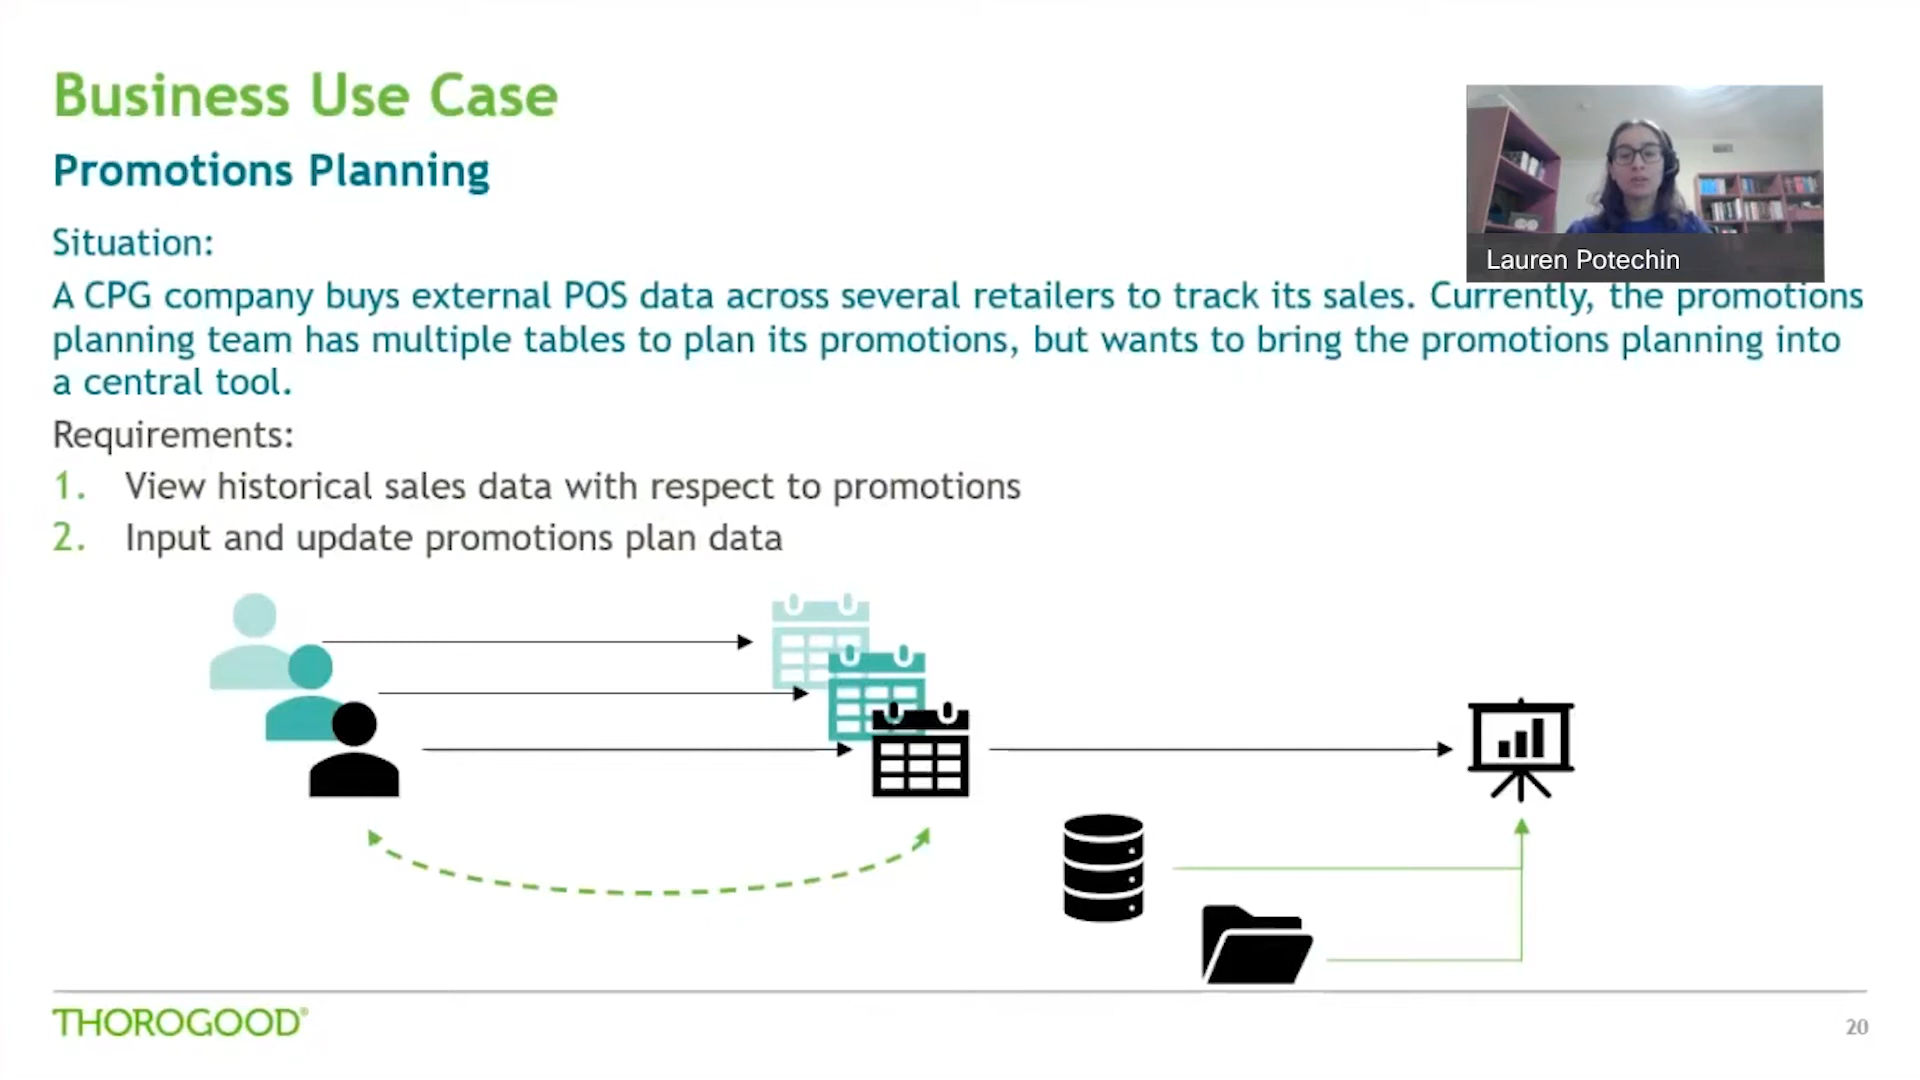 Business Use Case
Promotions Planning
Lauren Potechin
Situation:
A CPG company buys external POS data across several retailers to track its sales. Currently, the promotions
planning team has multiple tables to plan its promotions, but wants to bring the promotions planning into
a central tool.
Requirements:
1. View historical sales data with respect to promotions
2. Input and update promotions plan data
THOROGOOD®
20